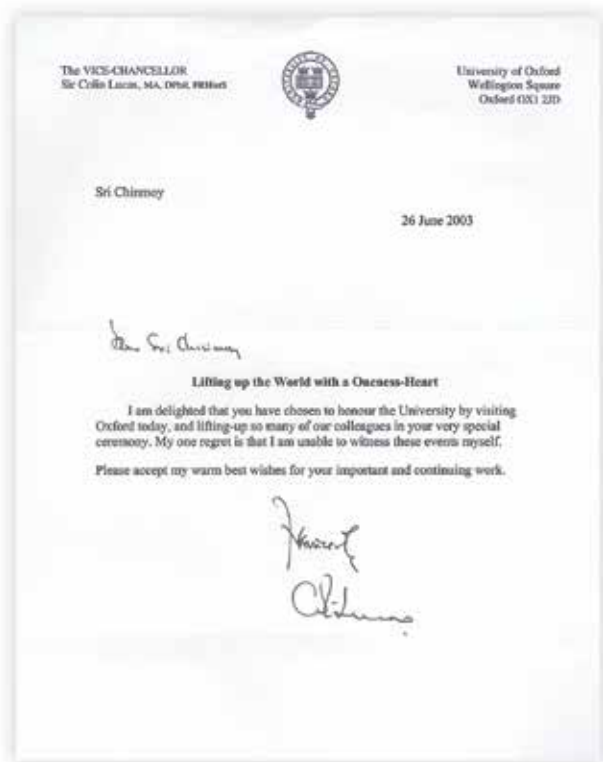 The VICE-CHANCELLOR
Sir Colin Lucas, MA, DPhil, FRHistS
University of Oxford
Wellington Square
Oxford OX1 2JD
Sri Chinmoy
26 June 2003
Dear Sri Chinmoy
Lifting up the World with a Oneness-Heart
I am delighted that you have chosen to honour the University by visiting
Oxford today, and lifting-up so many of our colleagues in your very special
ceremony. My one regret is that I am unable to witness these events myself.
Please accept my warm best wishes for your important and continuing work.